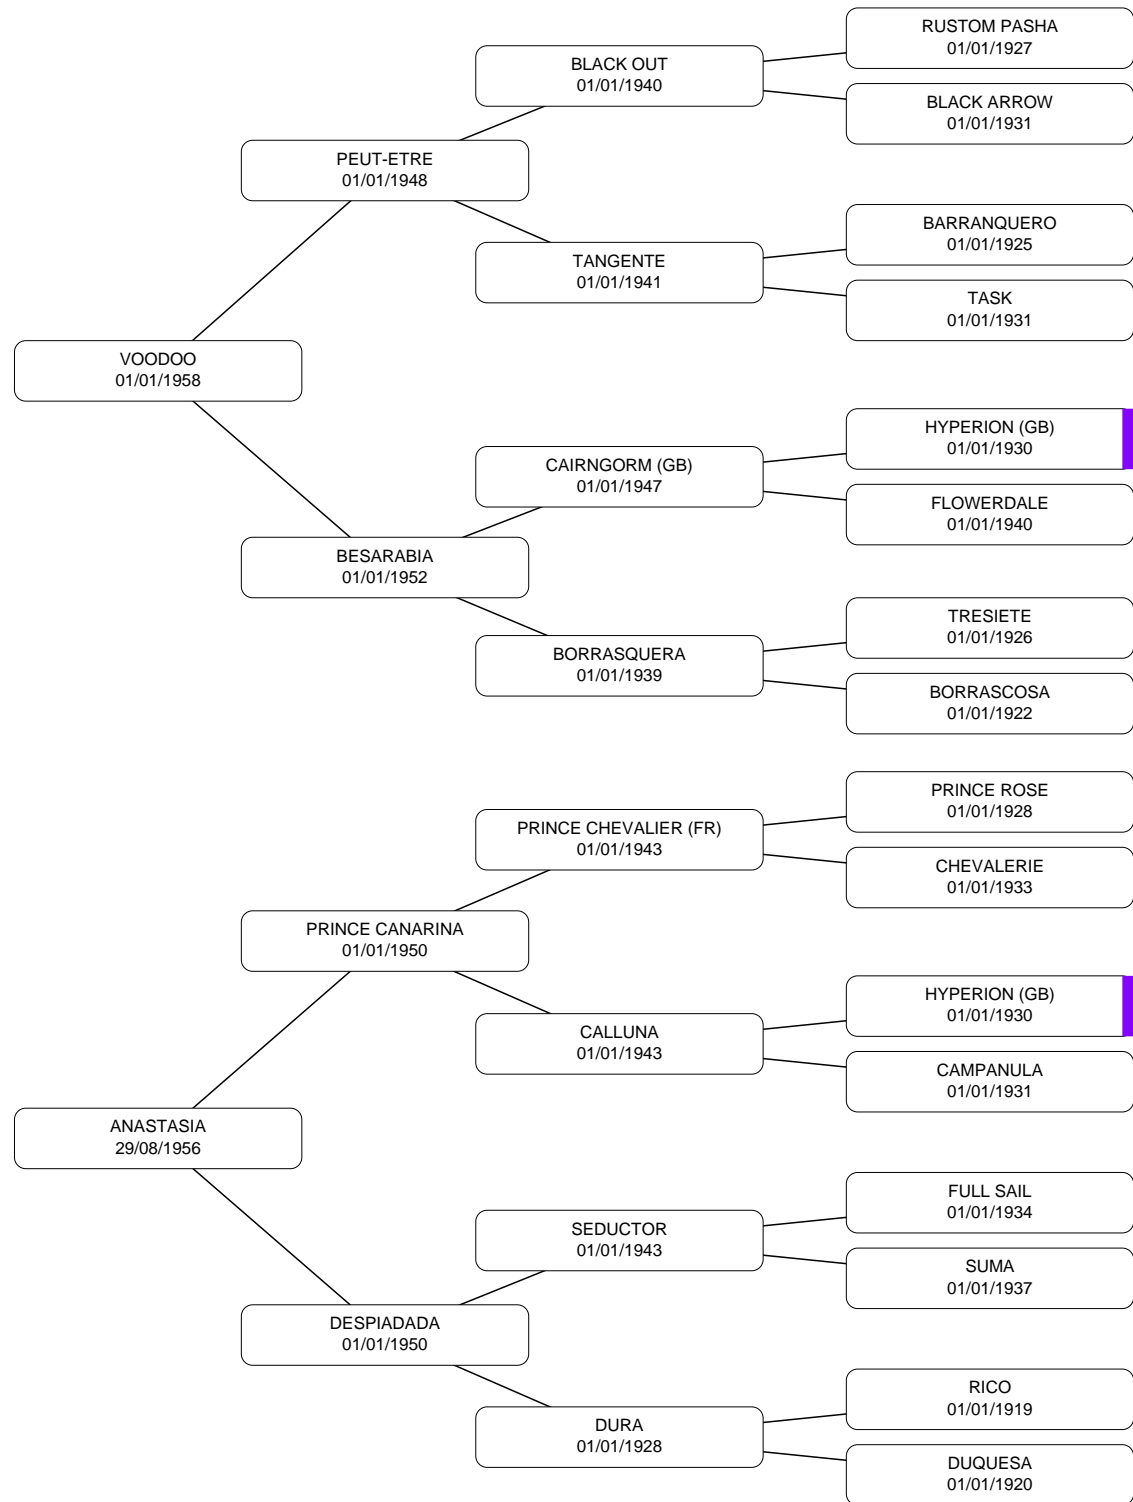 RUSTOM PASHA
01/01/1927
BLACK OUT
01/01/1940
BLACK ARROW
01/01/1931
PEUT-ETRE
01/01/1948
BARRANQUERO
01/01/1925
TANGENTE
01/01/1941
TASK
01/01/1931
VOODOO
01/01/1958
HYPERION (GB)
01/01/1930
CAIRNGORM (GB)
01/01/1947
FLOWERDALE
01/01/1940
BESARABIA
01/01/1952
TRESIETE
01/01/1926
BORRASQUERA
01/01/1939
BORRASCOSA
01/01/1922
PRINCE ROSE
01/01/1928
PRINCE CHEVALIER (FR)
01/01/1943
CHEVALERIE
01/01/1933
PRINCE CANARINA
01/01/1950
HYPERION (GB)
01/01/1930
CALLUNA
01/01/1943
CAMPANULA
01/01/1931
ANASTASIA
29/08/1956
FULL SAIL
01/01/1934
SEDUCTOR
01/01/1943
SUMA
01/01/1937
DESPIADADA
01/01/1950
RICO
01/01/1919
DURA
01/01/1928
DUQUESA
01/01/1920